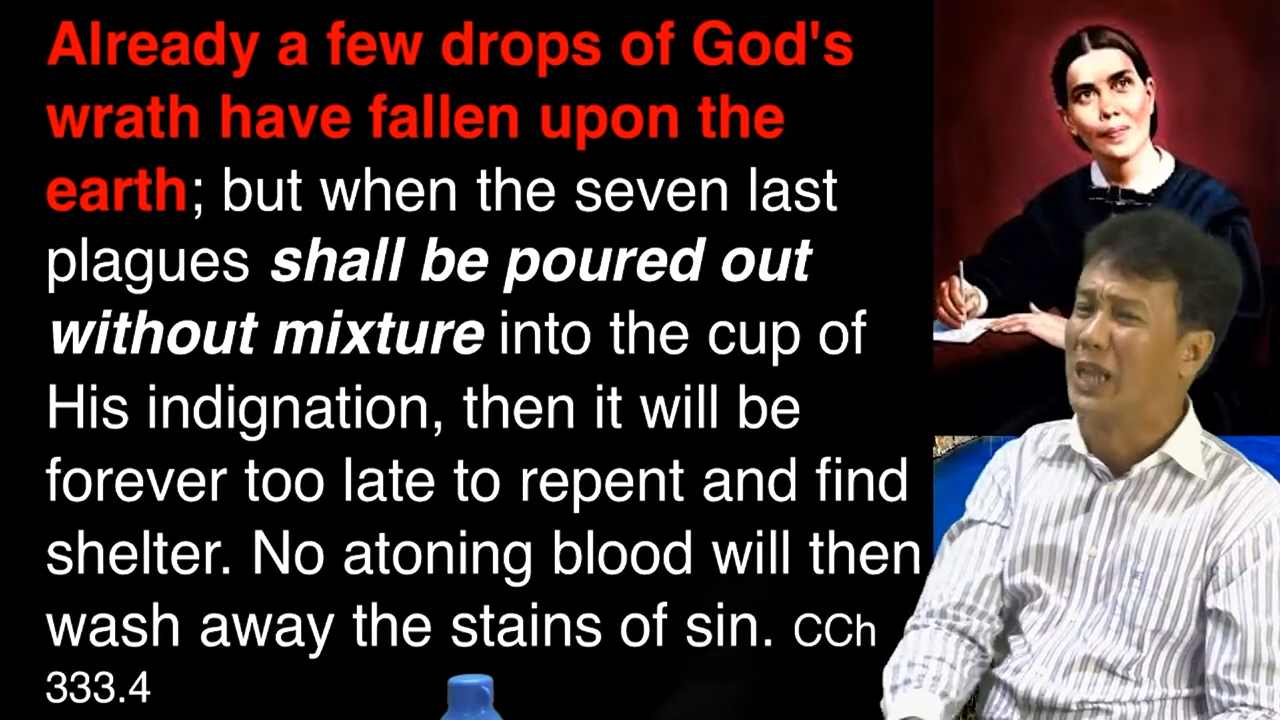 Already a few drops of God's
wrath have fallen upon the
earth; but when the seven last
plagues shall be poured out
without mixture into the cup of
His indignation, then it will be
forever too late to repent and find
shelter. No atoning blood will then
wash away the stains of sin. CCh
333.4